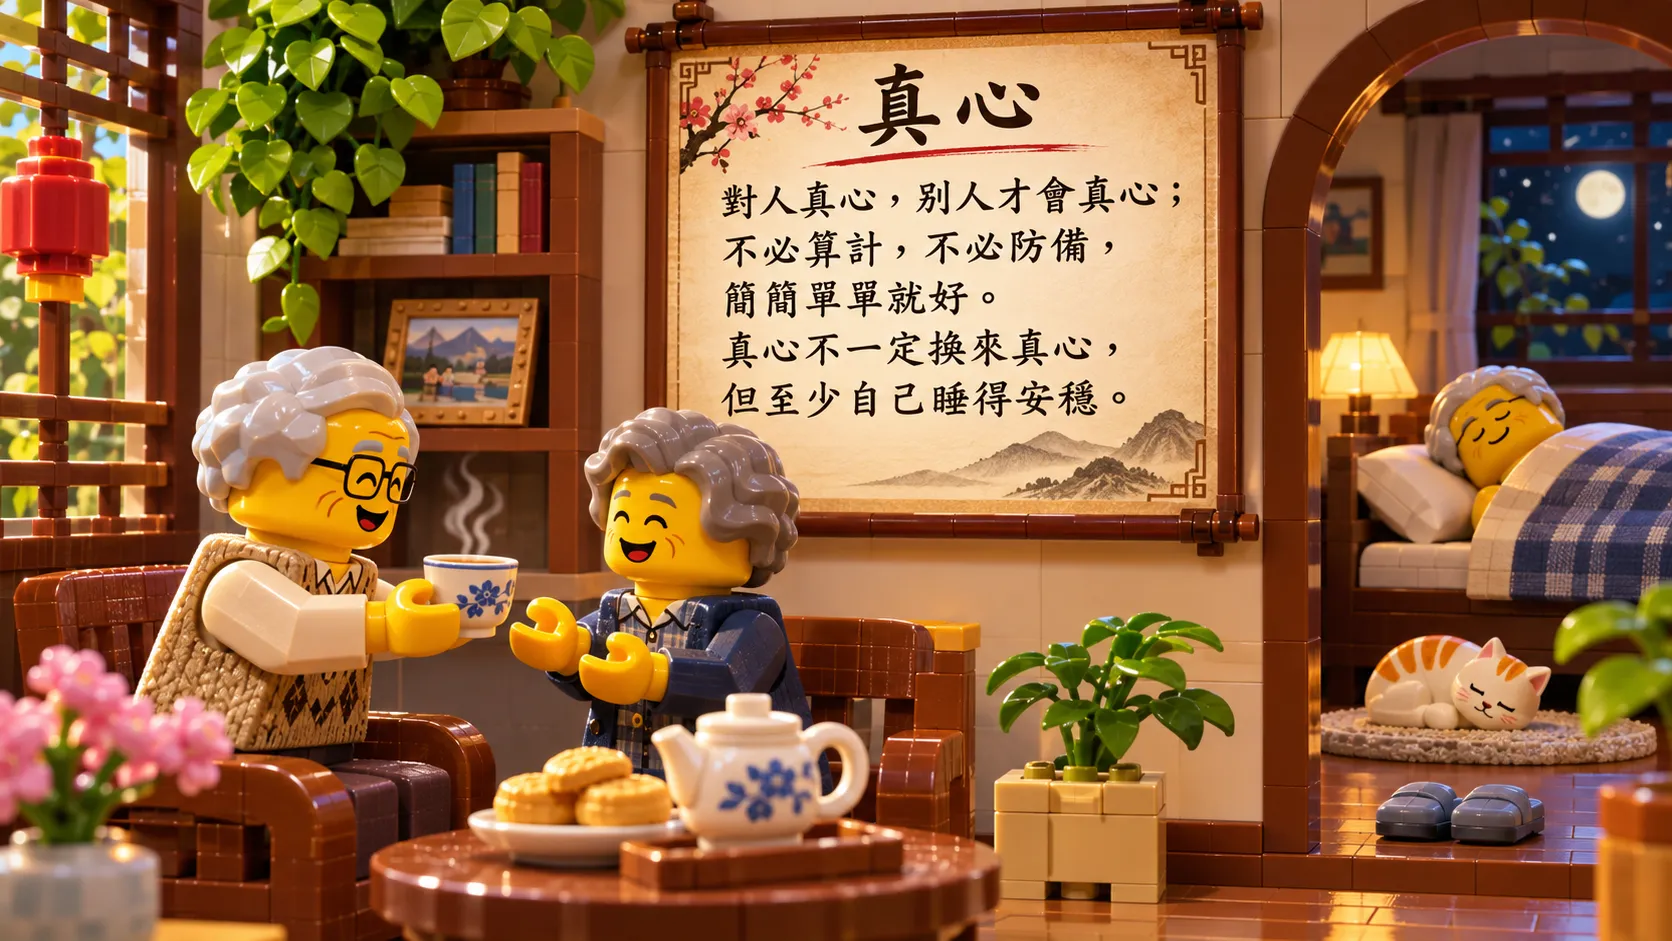 真心
對人真心，別人才會真心；
不必算計，不必防備，
簡簡單單就好。
真心不一定換來真心，
但至少自己睡得安穩。